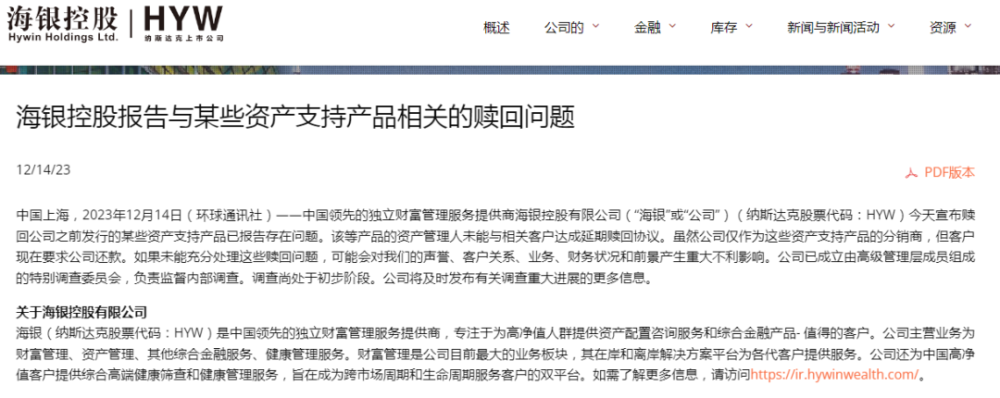 海银控股 | HYW
Hywin Holdings Ltd. 纳斯达克上市公司
概述 公司的 金融 库存 新闻与新闻活动 资源
海银控股报告与某些资产支持产品相关的赎回问题
12/14/23
PDF版本
中国上海，2023年12月14日（环球通讯社）——中国领先的独立财富管理服务提供商海银控股有限公司（“海银”或“公司”）（纳斯达克股票代码：HYW）今天宣布赎
回公司之前发行的某些资产支持产品已报告存在问题。该等产品的资产管理人未能与相关客户达成延期赎回协议。虽然公司仅作为这些资产支持产品的分销商，但客户
现在要求公司还款。如果未能充分处理这些赎回问题，可能会对我们的声誉、客户关系、业务、财务状况和前景产生重大不利影响。公司已成立由高级管理层成员组成
的特别调查委员会，负责监督内部调查。调查尚处于初步阶段。公司将及时发布有关调查重大进展的更多信息。
关于海银控股有限公司
海银（纳斯达克股票代码：HYW）是中国领先的独立财富管理服务提供商，专注于为高净值人群提供资产配置咨询服务和综合金融产品- 值得的客户。公司主营业务为
财富管理、资产管理、其他综合金融服务、健康管理服务。财富管理是公司目前最大的业务板块，其在岸和离岸解决方案平台为各代客户提供服务。公司还为中国高净
值客户提供综合高端健康筛查和健康管理服务，旨在成为跨市场周期和生命周期服务客户的双平台。如需了解更多信息，请访问https://ir.hywinwealth.com/。